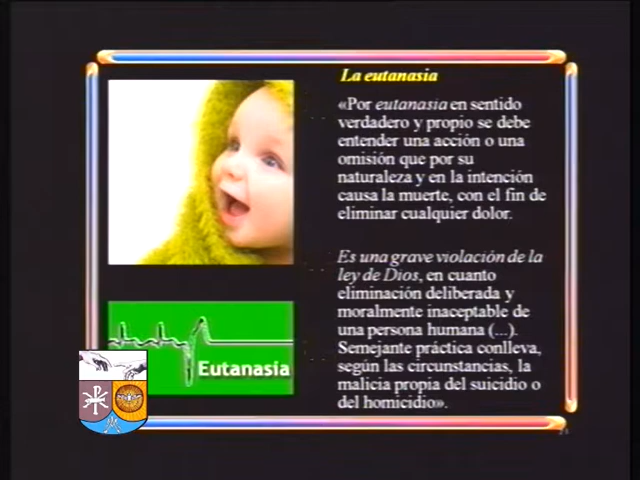 La eutanasia
«Por eutanasia en sentido
verdadero y propio se debe
entender una acción o una
omisión que por su
naturaleza y en la intención
causa la muerte, con el fin de
eliminar cualquier dolor.
Es una grave violación de la
ley de Dios, en cuanto
eliminación deliberada y
moralmente inaceptable de
una persona humana (...).
Semejante práctica conlleva,
según las circunstancias, la
malicia propia del suicidio o
del homicidio».
Eutanasia